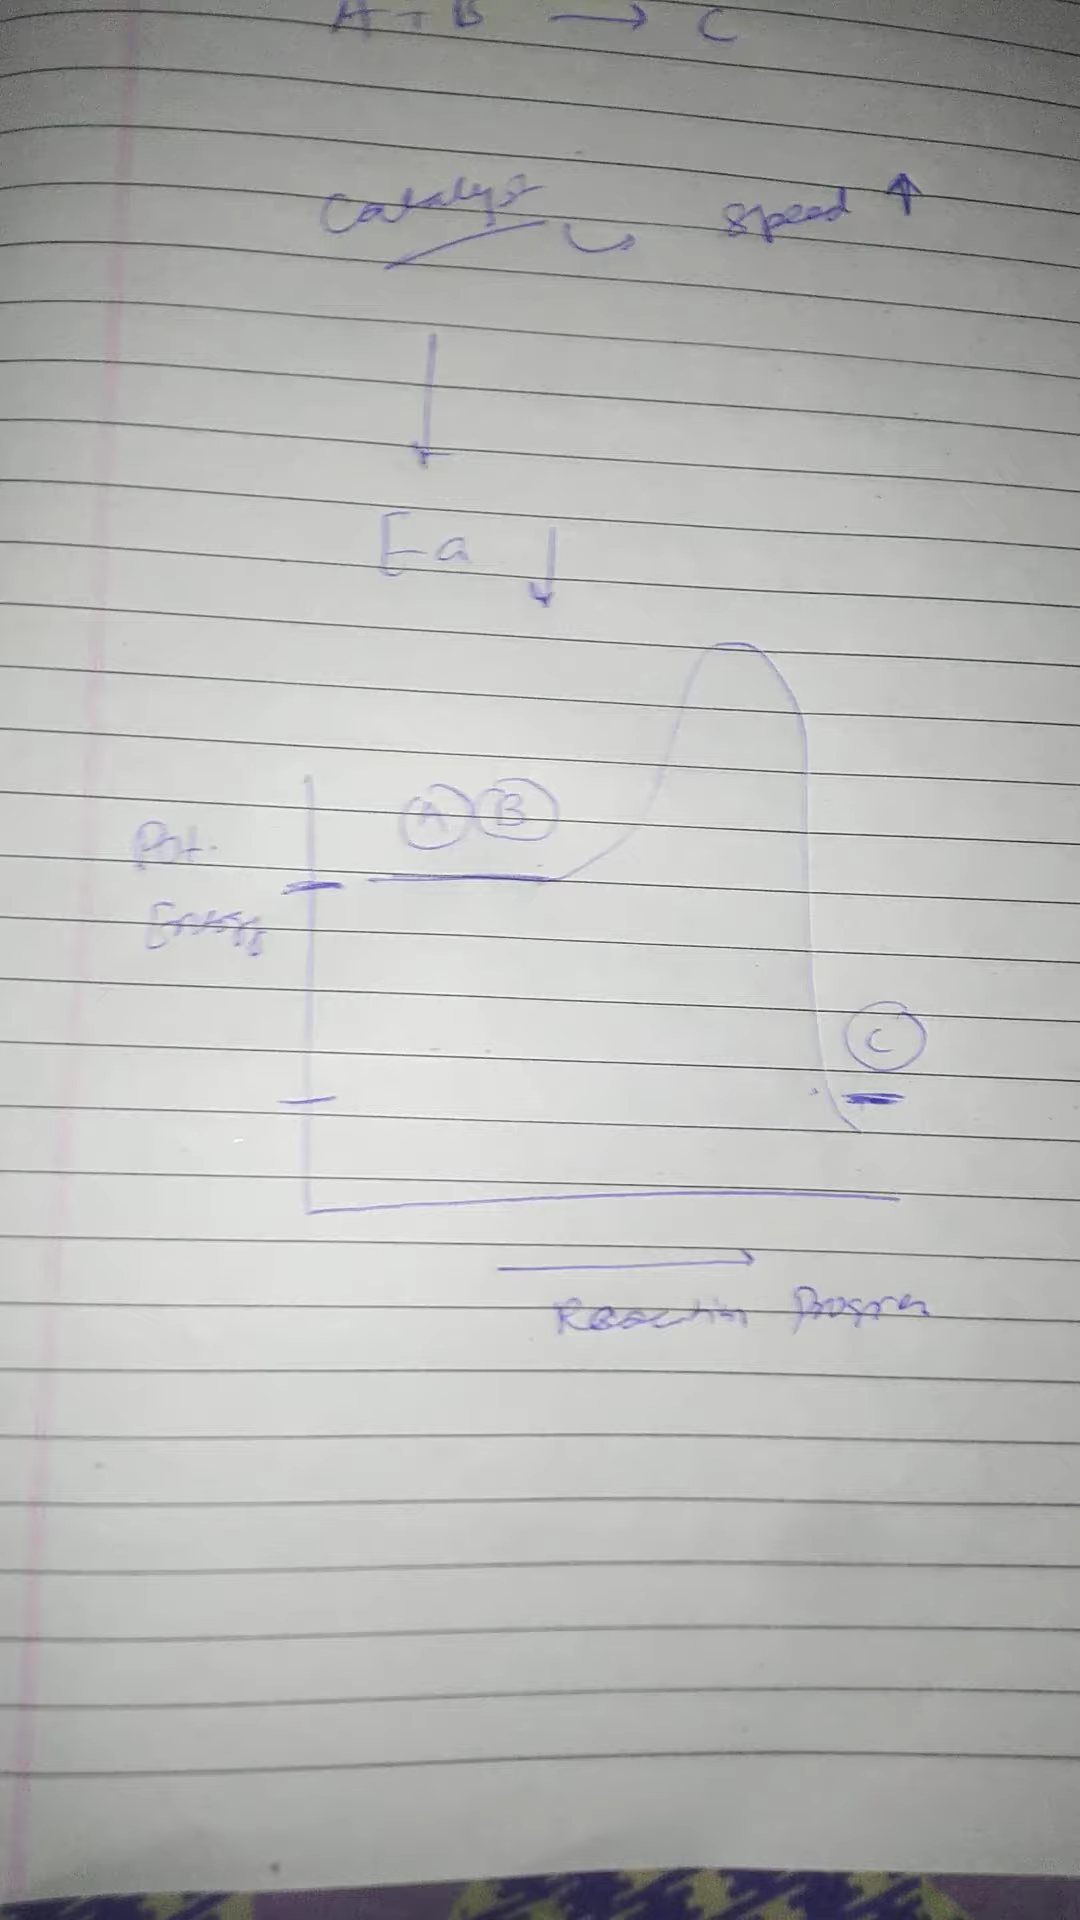 A + B → C
Catalyst speed ↑
↓
Ea ↓
A B
Pot.
Energy
C
→
Reaction Progress